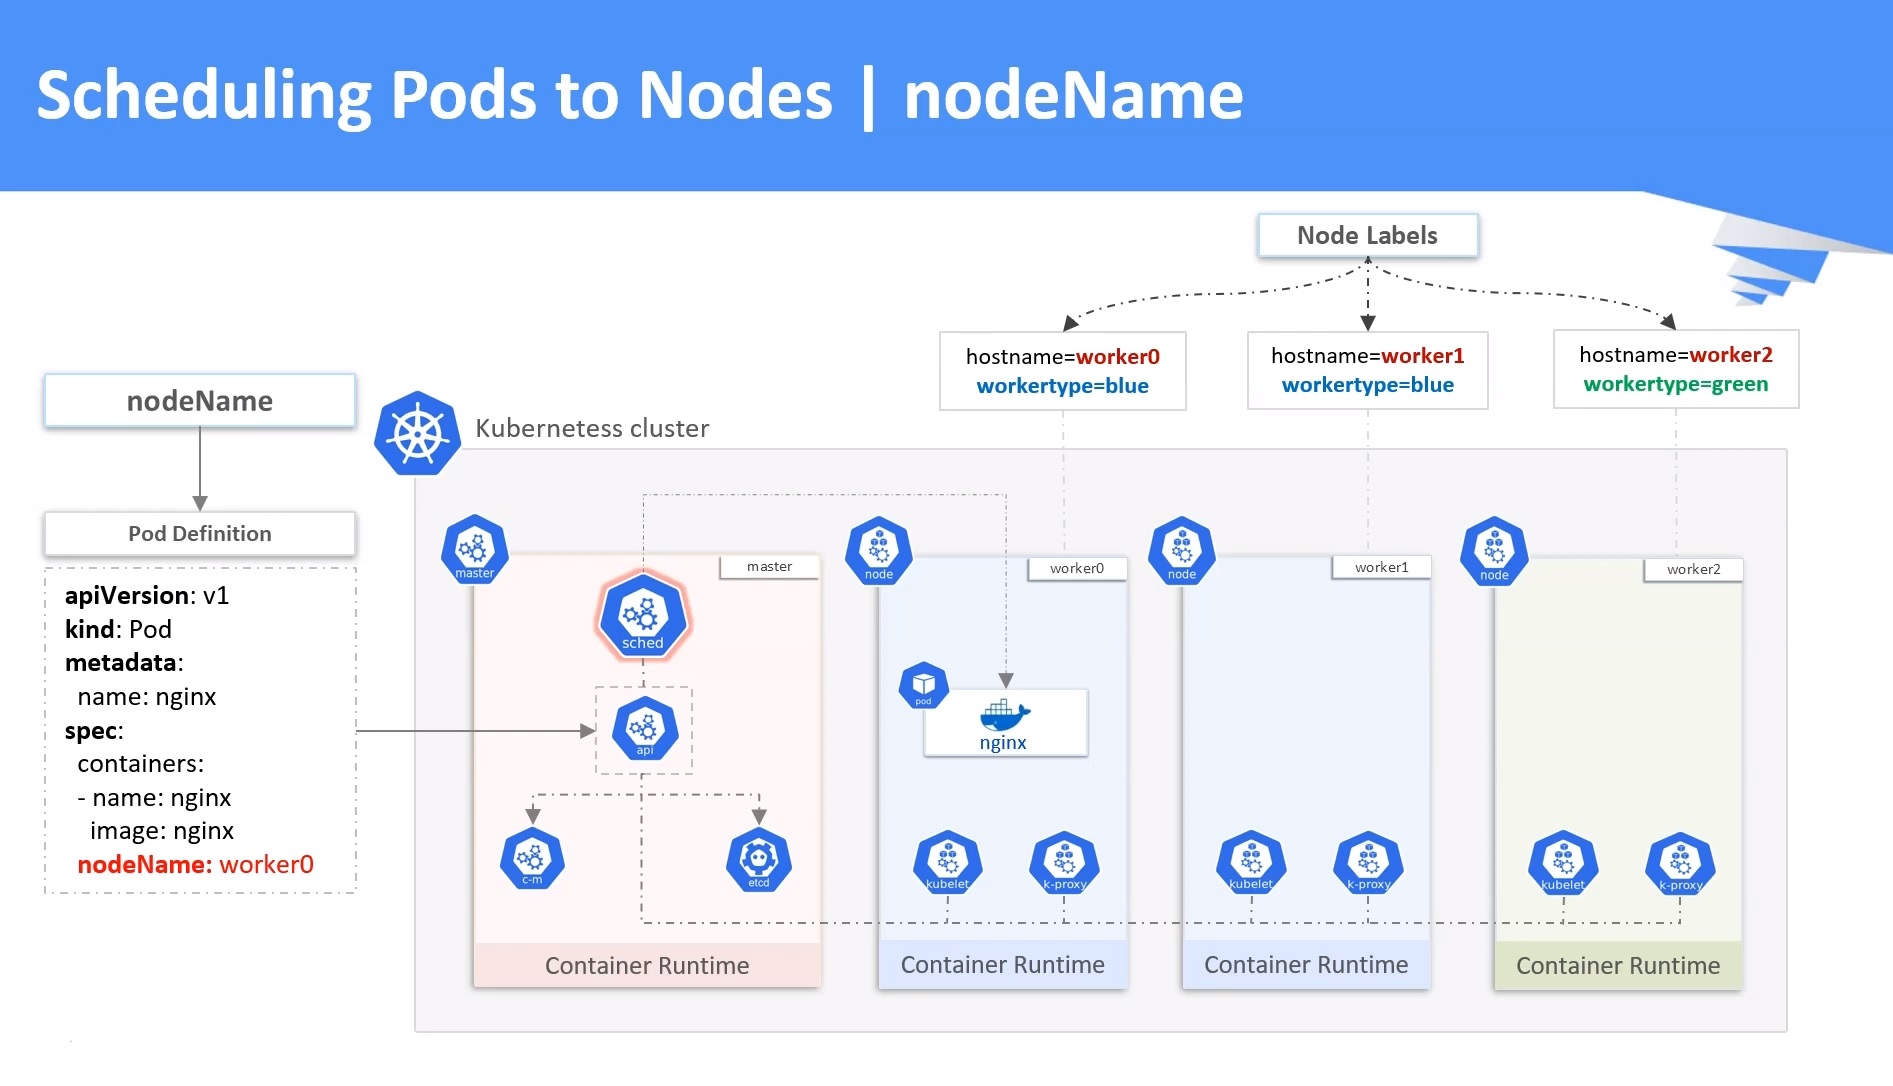 Scheduling Pods to Nodes | nodeName
Node Labels
hostname=worker0
workertype=blue
hostname=worker1
workertype=blue
hostname=worker2
workertype=green
nodeName
Kubernetess cluster
Pod Definition
apiVersion: v1
kind: Pod
metadata:
name: nginx
spec:
containers:
- name: nginx
image: nginx
nodeName: worker0
master
master
sched
api
c-m
etcd
Container Runtime
node
worker0
pod
nginx
kubelet
k-proxy
Container Runtime
node
worker1
kubelet
k-proxy
Container Runtime
node
worker2
kubelet
k-proxy
Container Runtime